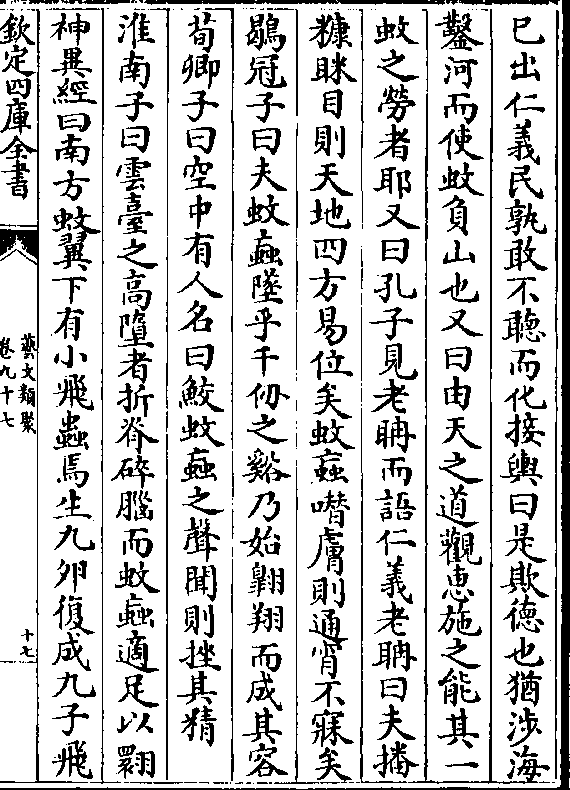 已出仁義民孰敢不聽而化接輿曰是欺徳也猶涉海
鑿河而使蚊負山也又曰由天之道觀恵施之能其一
蚊之勞者耶又曰孔子見老聃而語仁義老聃曰夫播
糠眯目則天地四方易位矣蚊䖟噆膚則通宵不寐矣
鶡冠子曰夫蚊䖟墜乎千仞之谿乃始翺翔而成其容
荀卿子曰空中有人名曰鮫蚊䖟之聲聞則挫其精
淮南子曰雲臺之高墮者折脊碎腦而蚊䖟適足以翾
神異經曰南方蚊翼下有小飛蟲焉生九卵復成九子飛
欽定四庫全書
藝文類聚
卷九十七
十七